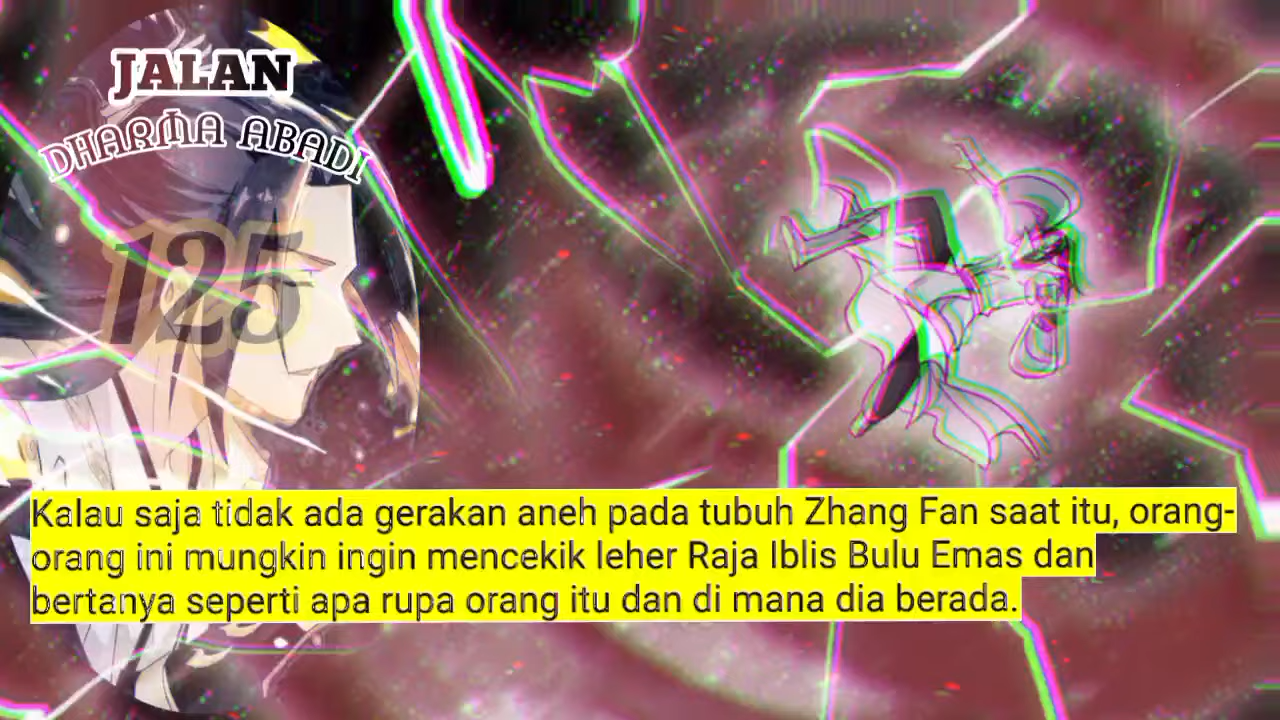 JALAN
DHARMA ABADI
125
Kalau saja tidak ada gerakan aneh pada tubuh Zhang Fan saat itu, orang-
orang ini mungkin ingin mencekik leher Raja Iblis Bulu Emas dan
bertanya seperti apa rupa orang itu dan di mana dia berada.